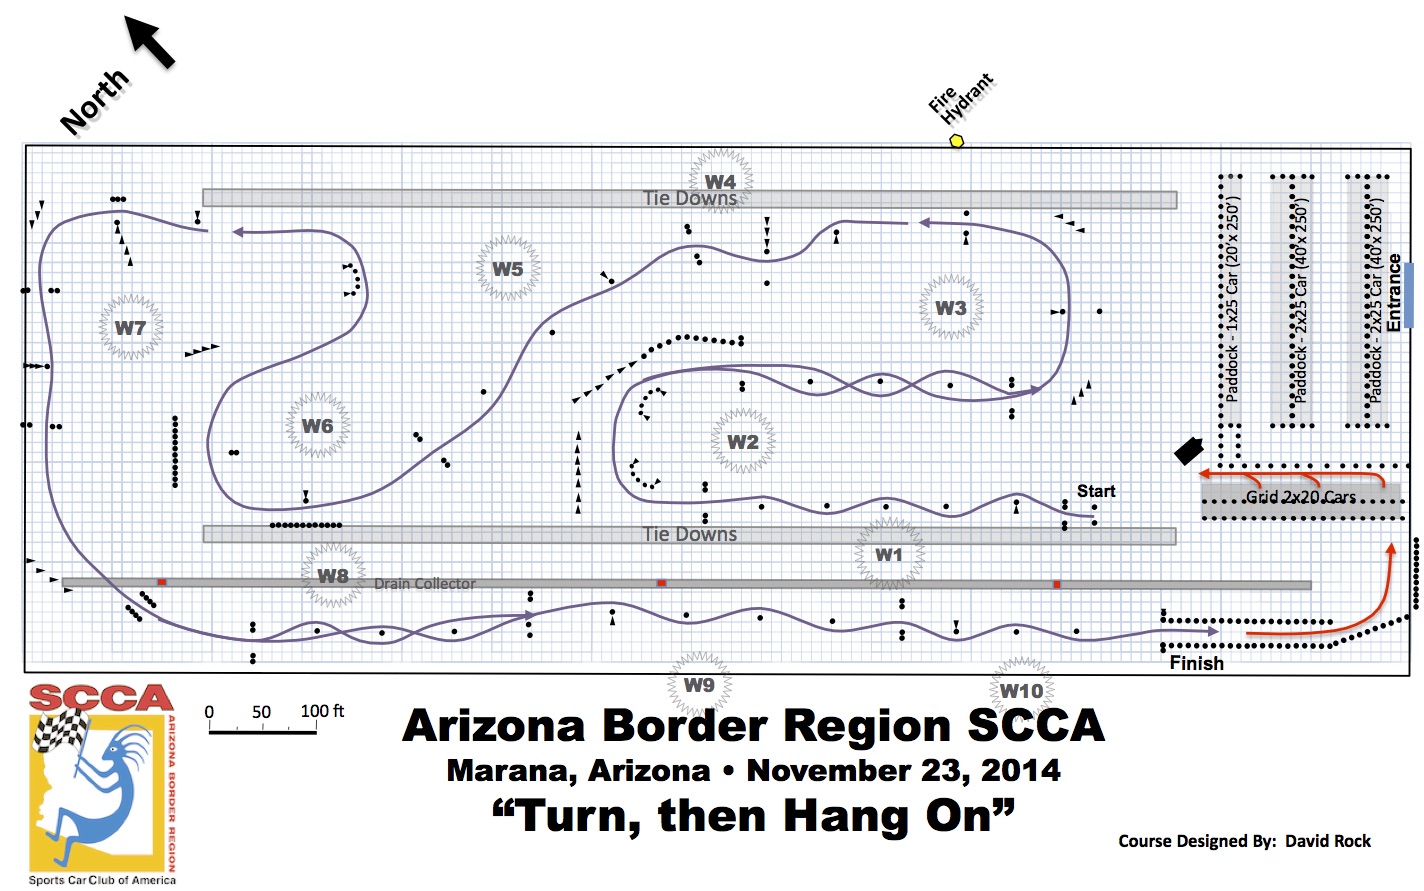 North
Fire
Hydrant
W4
Tie Downs
W5
W3
W7
W6
W2
Paddock - 1x25 Car (20'x 250')
Paddock - 2x25 Car (40'x 250')
Paddock - 2x25 Car (40'x 250')
Entrance
Start
Grid 2x20 Cars
Tie Downs
W1
W8
Drain Collector
Finish
W9
W10
SCCA
ARIZONA BORDER REGION
Sports Car Club of America
0 50 100 ft
Arizona Border Region SCCA
Marana, Arizona • November 23, 2014
“Turn, then Hang On”
Course Designed By: David Rock